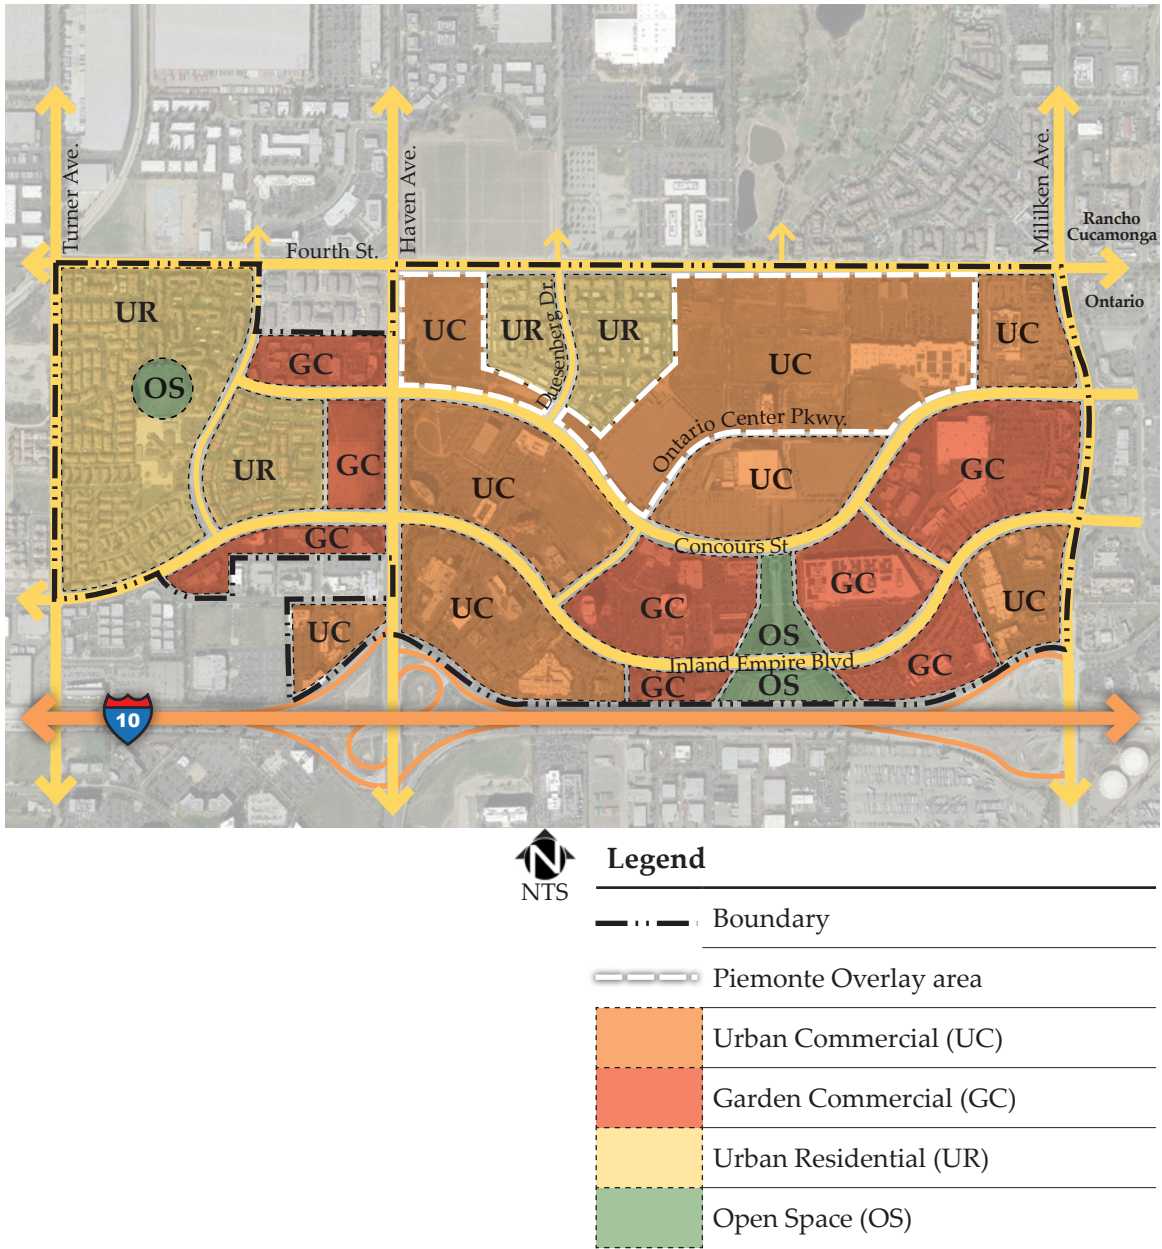 Turner Ave.
Haven Ave.
Mililken Ave.
Rancho
Cucamonga
Fourth St.
Ontario
UR
UC
UR
UR
UC
UC
Duesenberg Dr.
GC
OS
Ontario Center Pkwy.
UR
GC
UC
UC
GC
GC
Concours St.
GC
GC
UC
UC
UC
OS
Inland Empire Blvd
GC
GC
OS
10
N
NTS
Legend
Boundary
Piemonte Overlay area
Urban Commercial (UC)
Garden Commercial (GC)
Urban Residential (UR)
Open Space (OS)